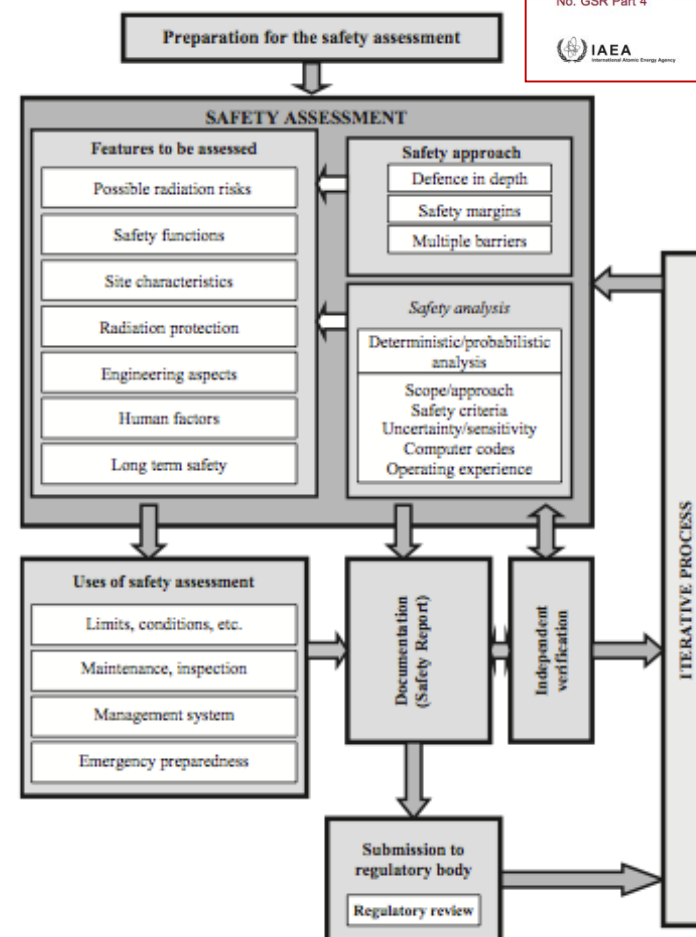 No. GSR Part 4
IAEA
International Atomic Energy Agency
Preparation for the safety assessment
SAFETY ASSESSMENT
Features to be assessed
Possible radiation risks
Safety functions
Site characteristics
Radiation protection
Engineering aspects
Human factors
Long term safety
Safety approach
Defence in depth
Safety margins
Multiple barriers
Safety analysis
Deterministic/probabilistic
analysis
Scope/approach
Safety criteria
Uncertainty/sensitivity
Computer codes
Operating experience
Uses of safety assessment
Limits, conditions, etc.
Maintenance, inspection
Management system
Emergency preparedness
Documentation
(Safety Report)
Independent
verification
ITERATIVE PROCESS
Submission to
regulatory body
Regulatory review